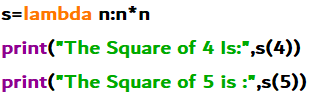 s=lambda n:n*n
print("The Square of 4 Is:",s(4))
print("The Square of 5 is :",s(5))